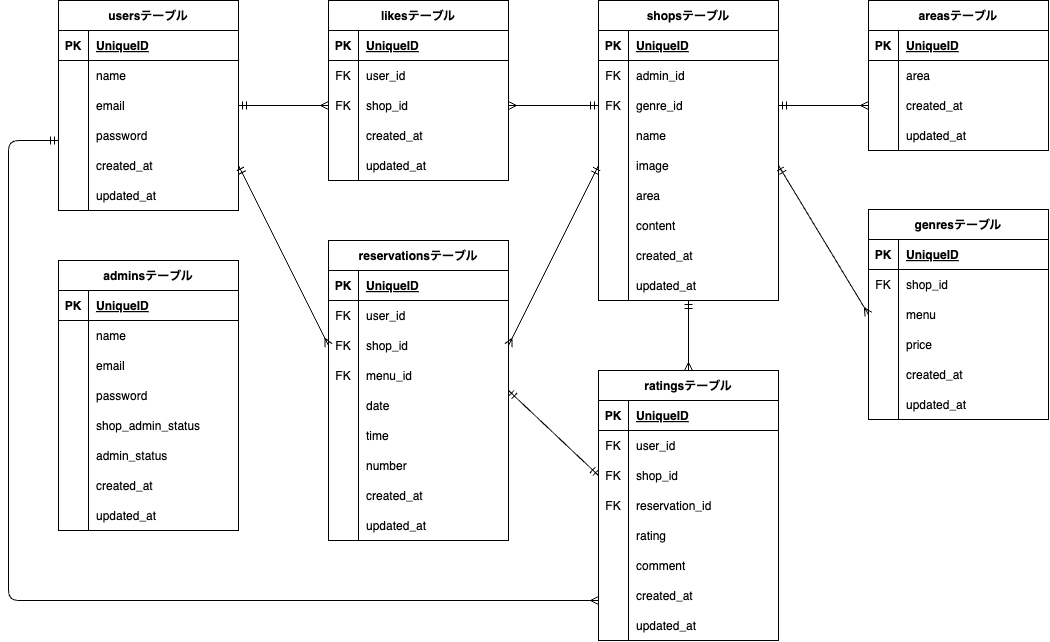 usersテーブル
PK UniqueID
name
email
password
created_at
updated_at
likesテーブル
PK UniqueID
FK user_id
FK shop_id
created_at
updated_at
shopsテーブル
PK UniqueID
FK admin_id
FK genre_id
name
image
area
content
created_at
updated_at
areasテーブル
PK UniqueID
area
created_at
updated_at
adminsテーブル
PK UniqueID
name
email
password
shop_admin_status
admin_status
created_at
updated_at
reservationsテーブル
PK UniqueID
FK user_id
FK shop_id
FK menu_id
date
time
number
created_at
updated_at
ratingsテーブル
PK UniqueID
FK user_id
FK shop_id
FK reservation_id
rating
comment
created_at
updated_at
genresテーブル
PK UniqueID
FK shop_id
menu
price
created_at
updated_at